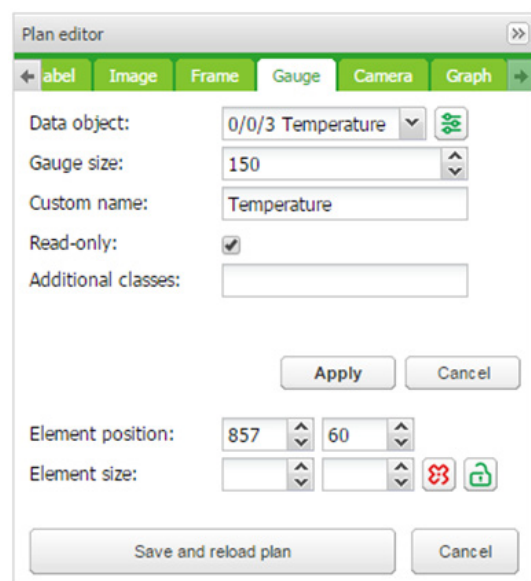 Plan editor
abel Image Frame Gauge Camera Graph
Data object: 0/0/3 Temperature
Gauge size: 150
Custom name: Temperature
Read-only:
Additional classes:
Apply Cancel
Element position: 857 60
Element size:
Save and reload plan Cancel